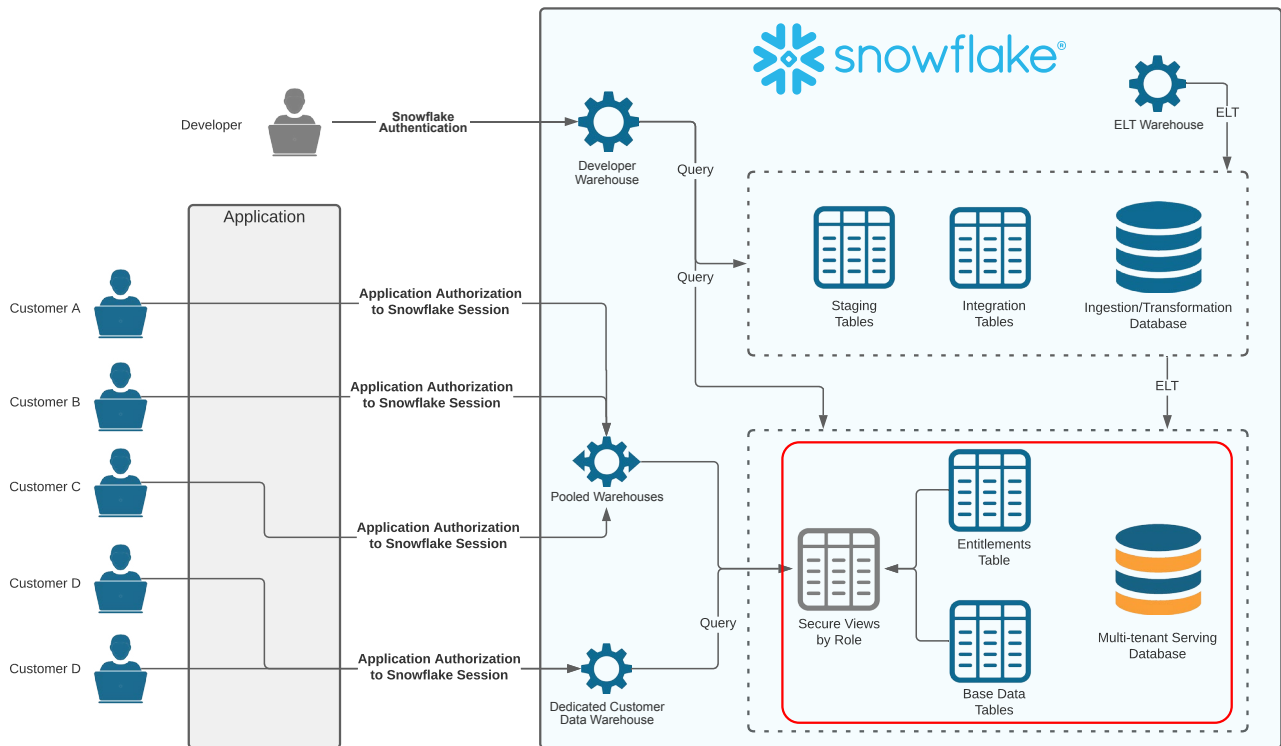 snowflake®
Developer
Snowflake
Authentication
Developer
Warehouse
ELT Warehouse
ELT
Query
Application
Query
Staging
Tables
Integration
Tables
Ingestion/Transformation
Database
Customer A
Application Authorization
to Snowflake Session
Customer B
Application Authorization
to Snowflake Session
ELT
Customer C
Pooled Warehouses
Application Authorization
to Snowflake Session
Entitlements
Table
Customer D
Secure Views
by Role
Multi-tenant Serving
Database
Query
Customer D
Application Authorization
to Snowflake Session
Dedicated Customer
Data Warehouse
Base Data
Tables